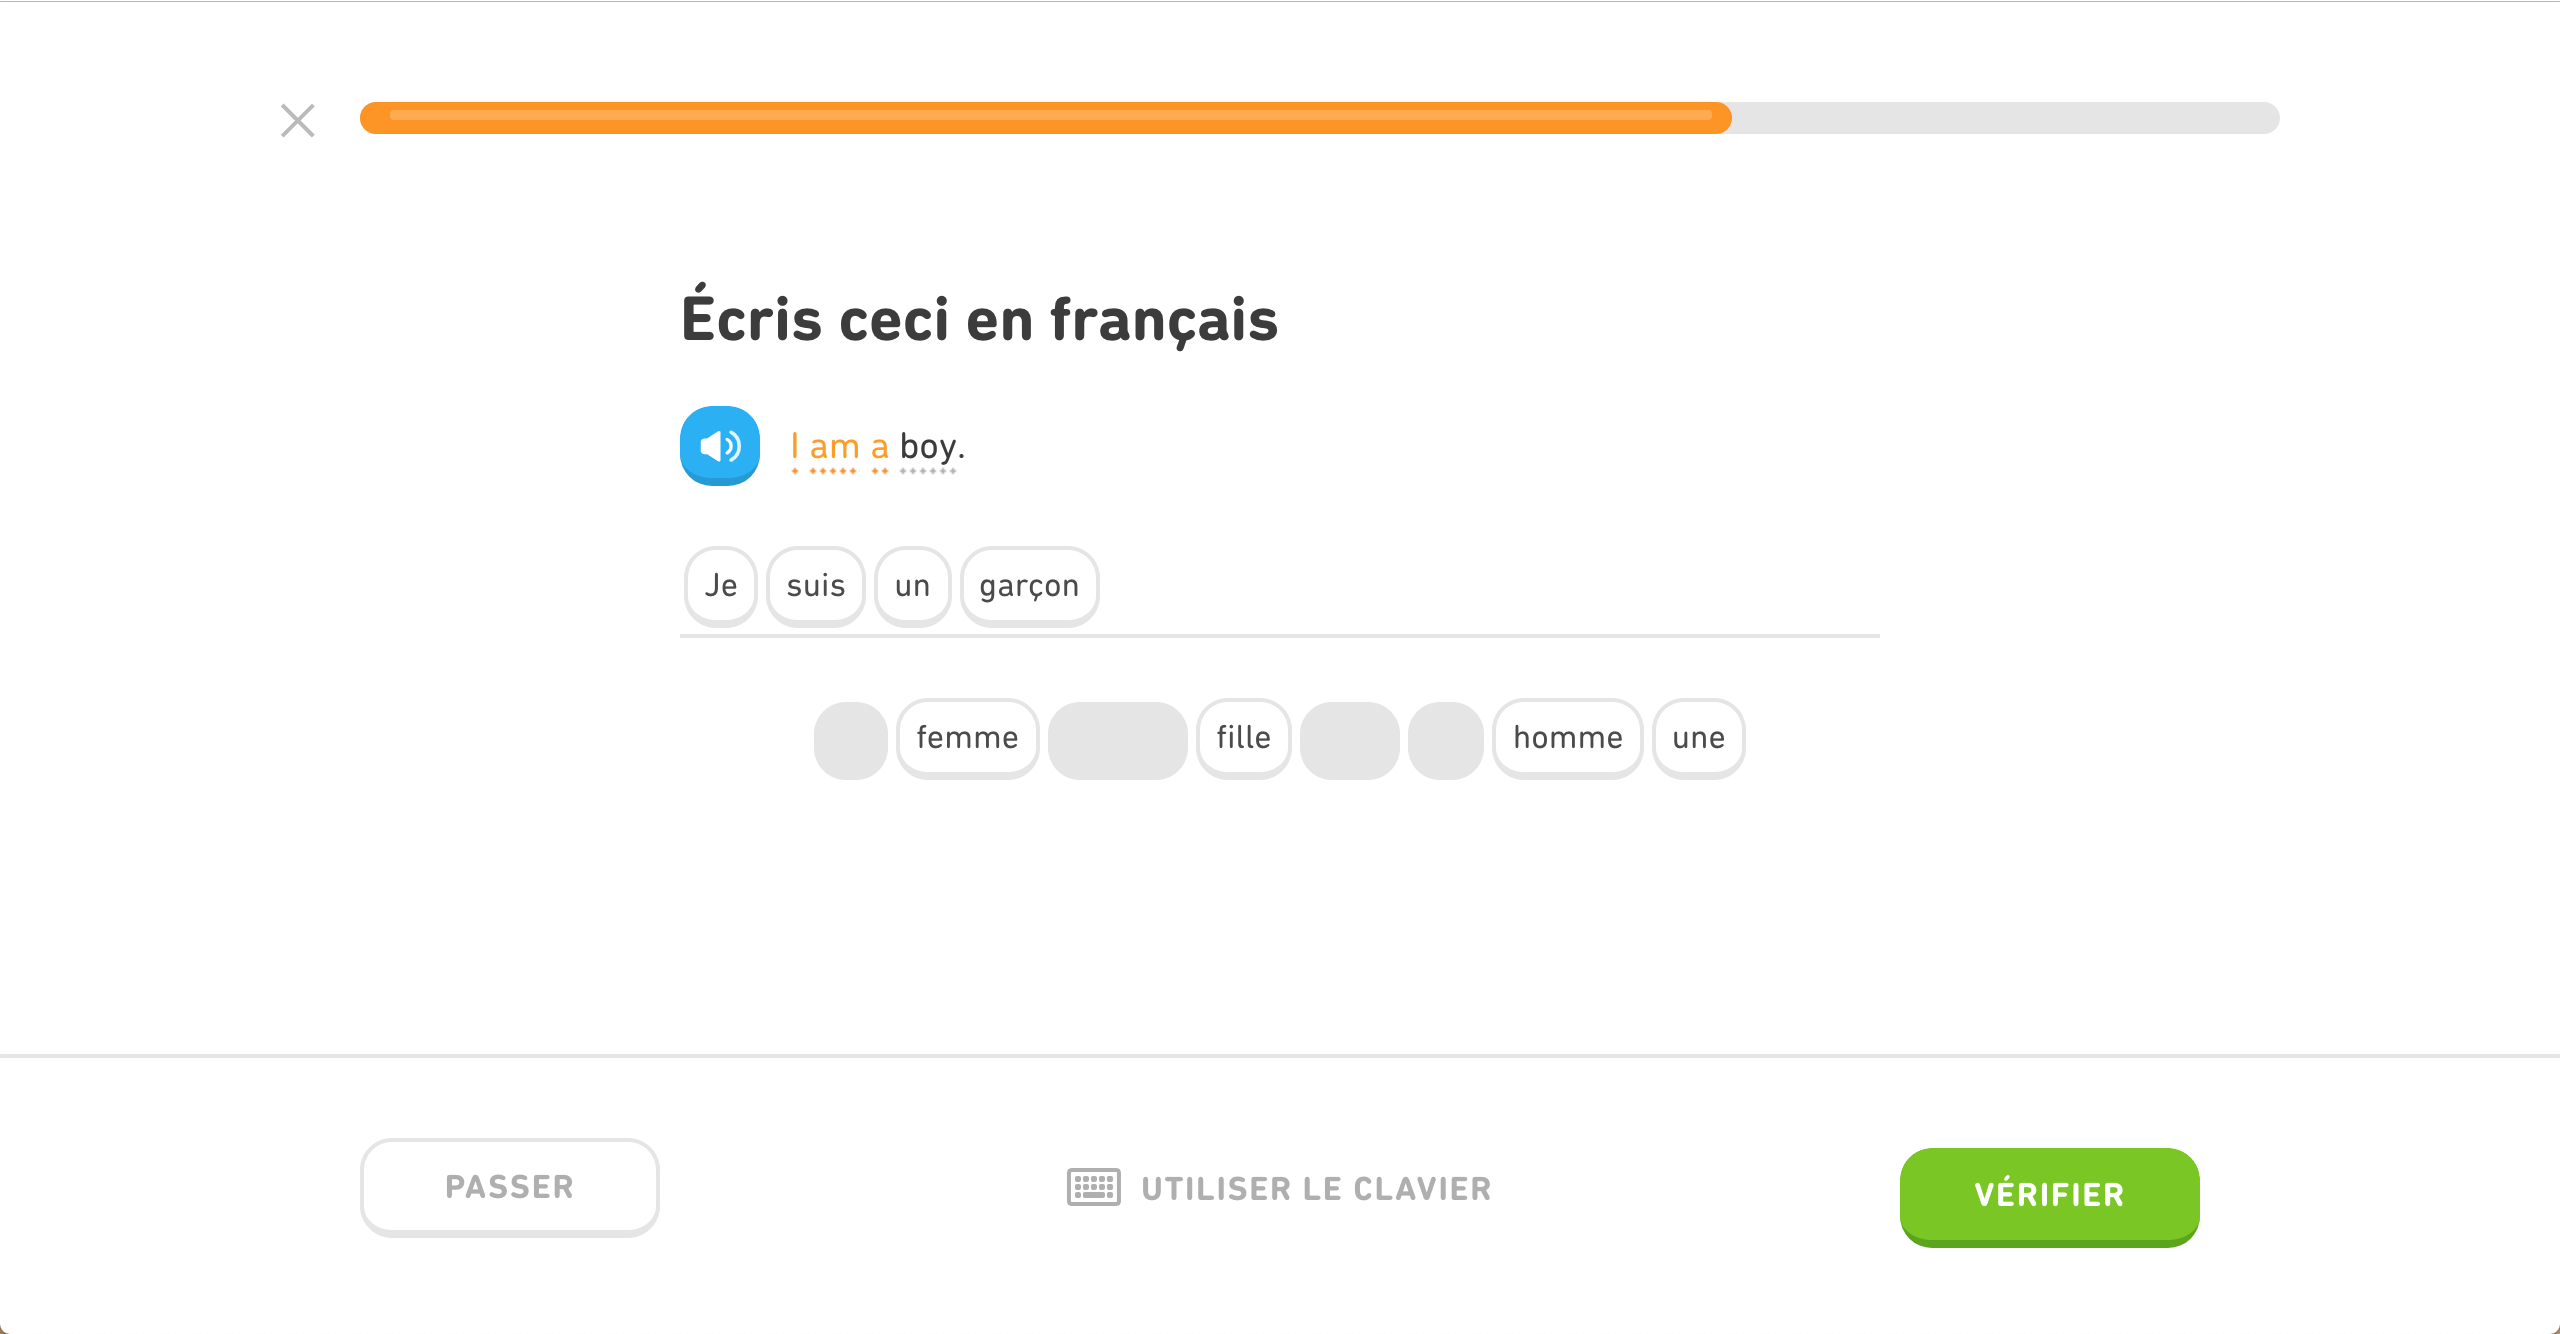 Écris ceci en français
I am a boy.
Je suis un garçon
femme fille homme une
PASSER UTILISER LE CLAVIER VÉRIFIER